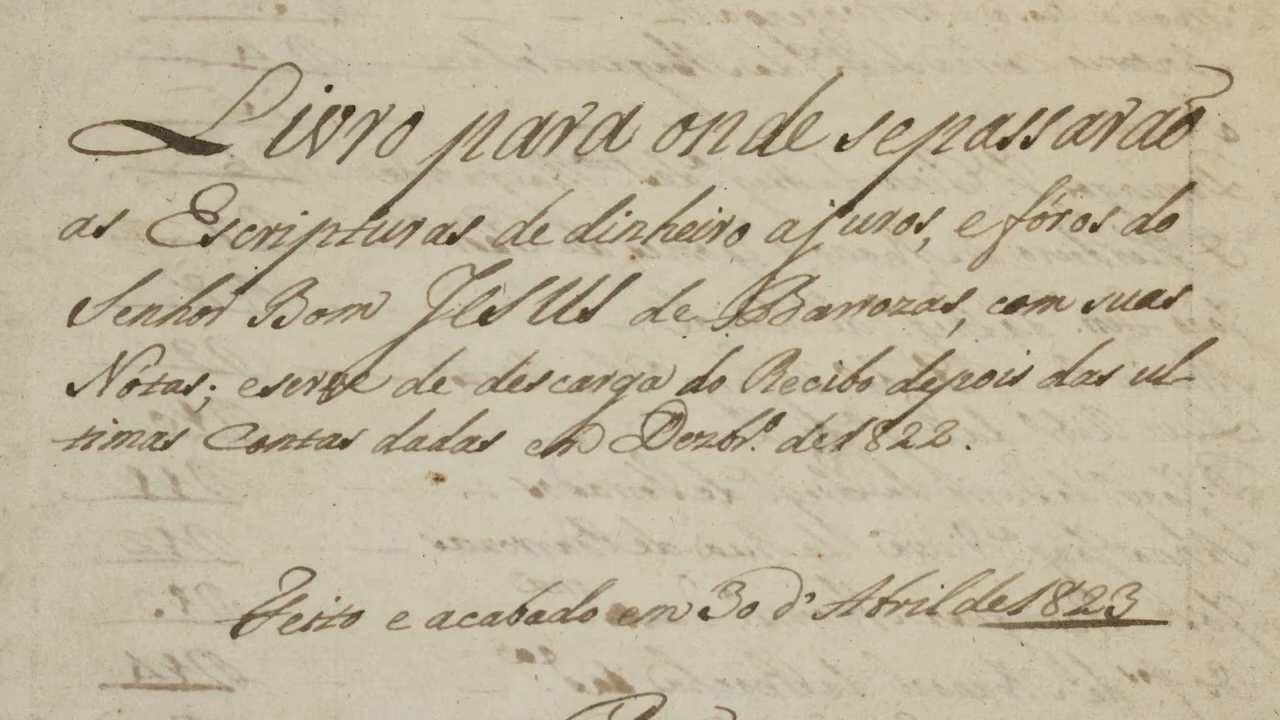 Livro para onde se passarão
as Escripturas de dinheiro a juros, e fóros do
Senhor Bom JESUS de Barrozas, com suas
Notas; e serve de descarga do Recibo depois das ul-
timas Contas dadas em Dezbr.º de 1822.
Feito e acabado em 30 d' Abril de 1823